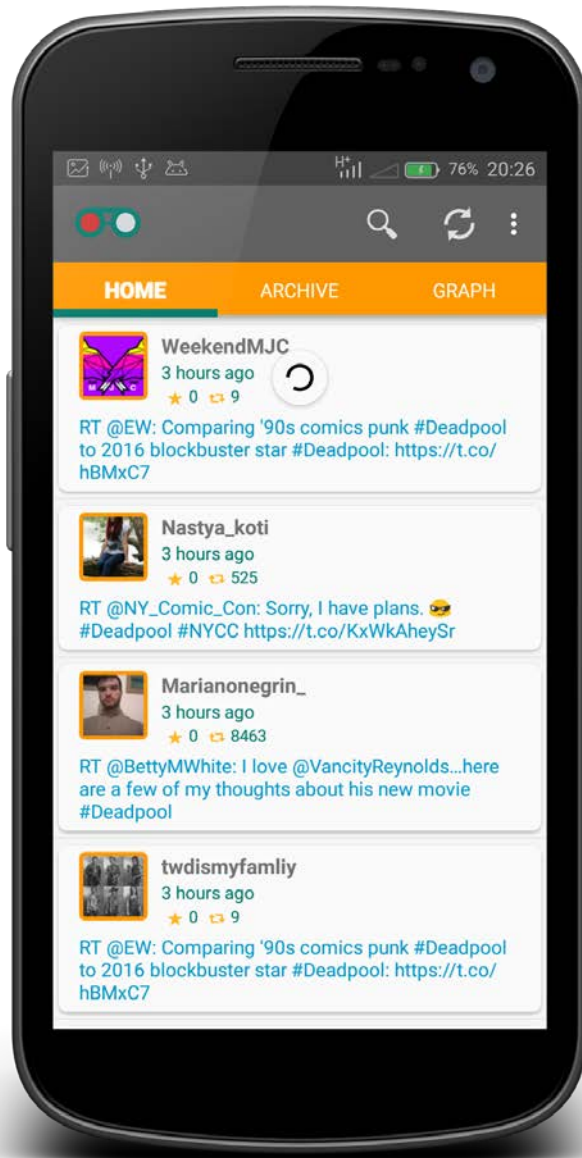 76% 20:26
HOME ARCHIVE GRAPH
WeekendMJC
3 hours ago
0 9
RT @EW: Comparing '90s comics punk #Deadpool
to 2016 blockbuster star #Deadpool: https://t.co/
hBMxC7
Nastya_koti
3 hours ago
0 525
RT @NY_Comic_Con: Sorry, I have plans. 😎
#Deadpool #NYCC https://t.co/KxWkAheySr
Marianonegrin_
3 hours ago
0 8463
RT @BettyMWhite: I love @VancityReynolds...here
are a few of my thoughts about his new movie
#Deadpool
twdismyfamliy
3 hours ago
0 9
RT @EW: Comparing '90s comics punk #Deadpool
to 2016 blockbuster star #Deadpool: https://t.co/
hBMxC7